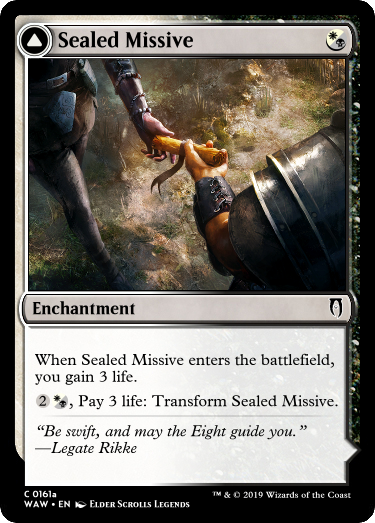 Sealed Missive
Enchantment
When Sealed Missive enters the battlefield,
you gain 3 life.
2 , Pay 3 life: Transform Sealed Missive.
“Be swift, and may the Eight guide you.”
—Legate Rikke
C 0161a
WAW • EN Elder Scrolls Legends
™ & © 2019 Wizards of the Coast